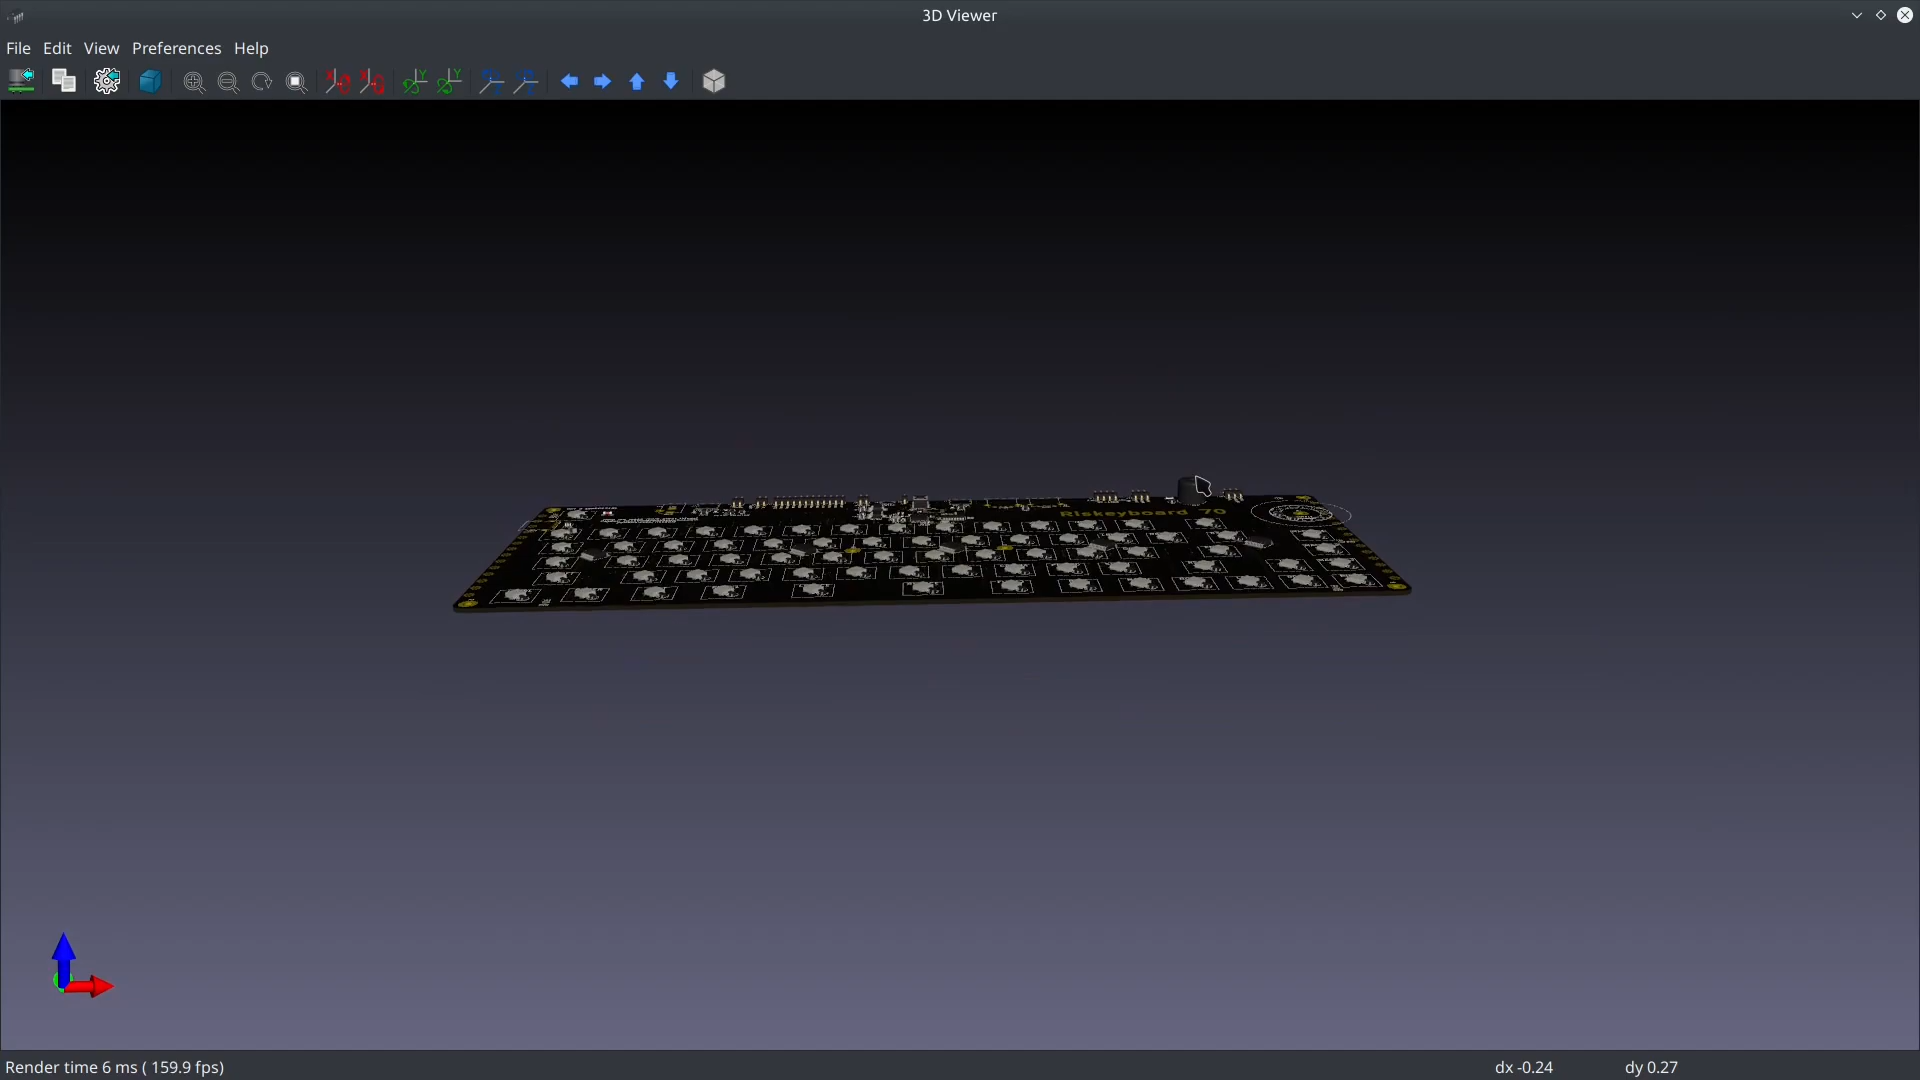 3D Viewer
File Edit View Preferences Help
Riskeyboard 70
Render time 6 ms ( 159.9 fps)
dx -0.24
dy 0.27